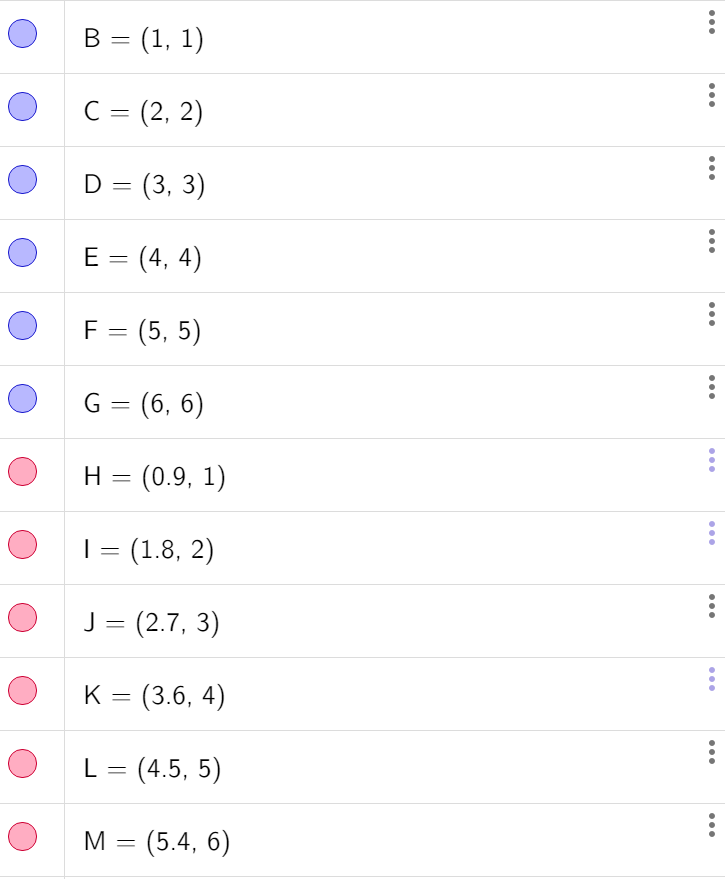 B = (1, 1)
C = (2, 2)
D = (3, 3)
E = (4, 4)
F = (5, 5)
G = (6, 6)
H = (0.9, 1)
I = (1.8, 2)
J = (2.7, 3)
K = (3.6, 4)
L = (4.5, 5)
M = (5.4, 6)